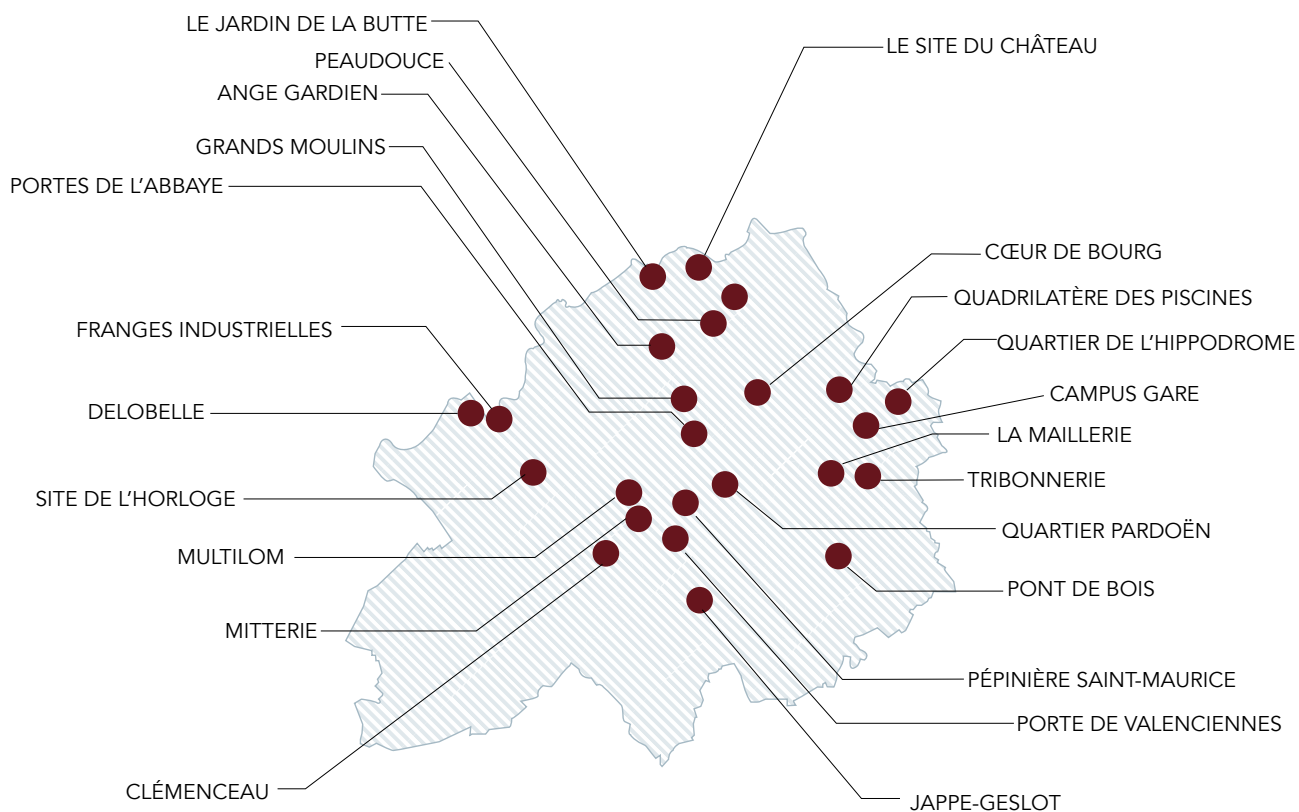 LE JARDIN DE LA BUTTE
PEAUDOUCE
ANGE GARDIEN
GRANDS MOULINS
PORTES DE L’ABBAYE
FRANGES INDUSTRIELLES
DELOBELLE
SITE DE L’HORLOGE
MULTILOM
MITTERIE
CLÉMENCEAU
LE SITE DU CHÂTEAU
CŒUR DE BOURG
QUADRILATÈRE DES PISCINES
QUARTIER DE L’HIPPODROME
CAMPUS GARE
LA MAILLERIE
TRIBONNERIE
QUARTIER PARDOËN
PONT DE BOIS
PÉPINIÈRE SAINT-MAURICE
PORTE DE VALENCIENNES
JAPPE-GESLOT